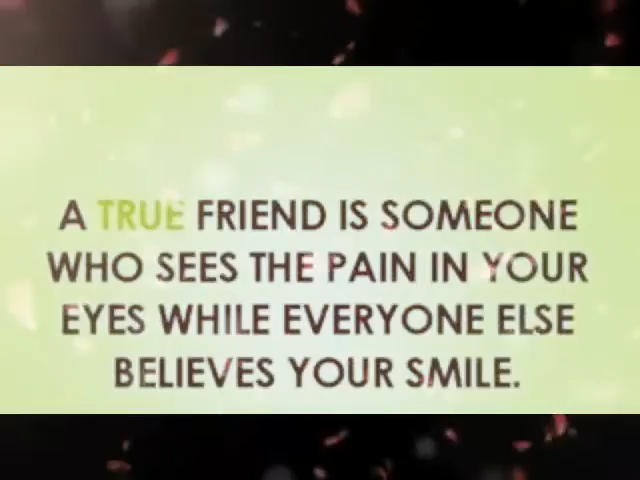 A TRUE FRIEND IS SOMEONE
WHO SEES THE PAIN IN YOUR
EYES WHILE EVERYONE ELSE
BELIEVES YOUR SMILE.